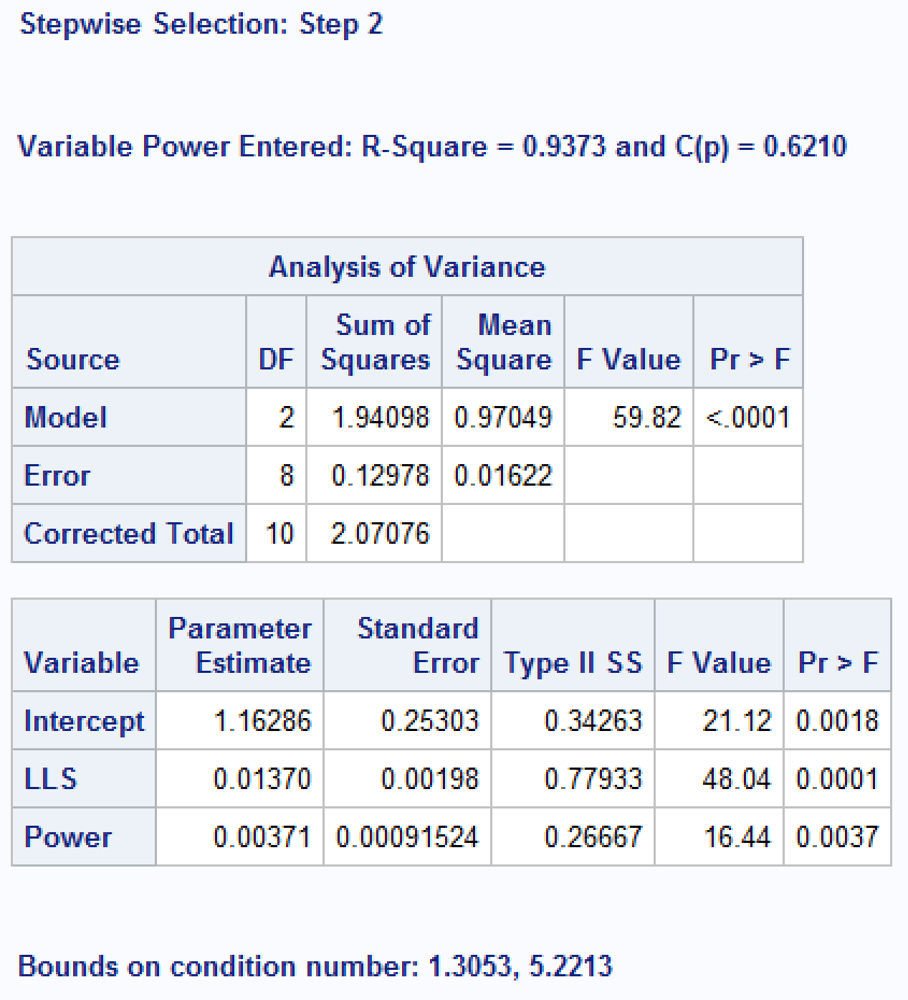 Stepwise Selection: Step 2
Variable Power Entered: R-Square = 0.9373 and C(p) = 0.6210
Analysis of Variance
Source DF Sum of Squares Mean Square F Value Pr > F
Model 2 1.94098 0.97049 59.82 <.0001
Error 8 0.12978 0.01622
Corrected Total 10 2.07076
Variable Parameter Estimate Standard Error Type II SS F Value Pr > F
Intercept 1.16286 0.25303 0.34263 21.12 0.0018
LLS 0.01370 0.00198 0.77933 48.04 0.0001
Power 0.00371 0.00091524 0.26667 16.44 0.0037
Bounds on condition number: 1.3053, 5.2213